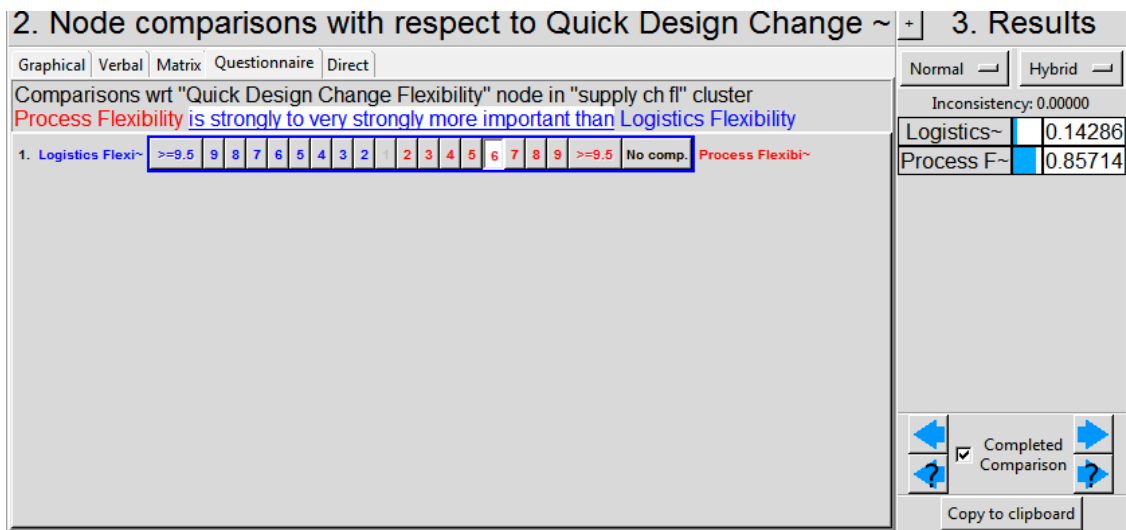 2. Node comparisons with respect to Quick Design Change ~
+ 3. Results
Graphical Verbal Matrix Questionnaire Direct
Normal Hybrid
Comparisons wrt "Quick Design Change Flexibility" node in "supply ch fl" cluster
Process Flexibility is strongly to very strongly more important than Logistics Flexibility
Inconsistency: 0.00000
1. Logistics Flexi~ >=9.5 9 8 7 6 5 4 3 2 1 2 3 4 5 6 7 8 9 >=9.5 No comp. Process Flexibi~
Logistics~ 0.14286
Process F~ 0.85714
Completed
Comparison
? ?
Copy to clipboard